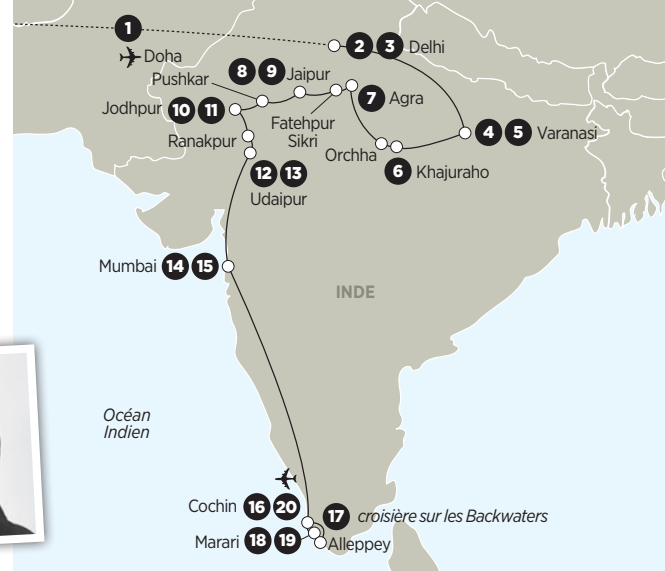 1
Doha
2 3 Delhi
Pushkar
8 9 Jaipur
7 Agra
Jodhpur 10 11
Fatehpur
Sikri
4 5 Varanasi
Ranakpur
Orchha
6 Khajuraho
12 13
Udaipur
Mumbai 14 15
INDE
Océan
Indien
Cochin 16 20
17 croisière sur les Backwaters
Marari 18 19
Alleppey